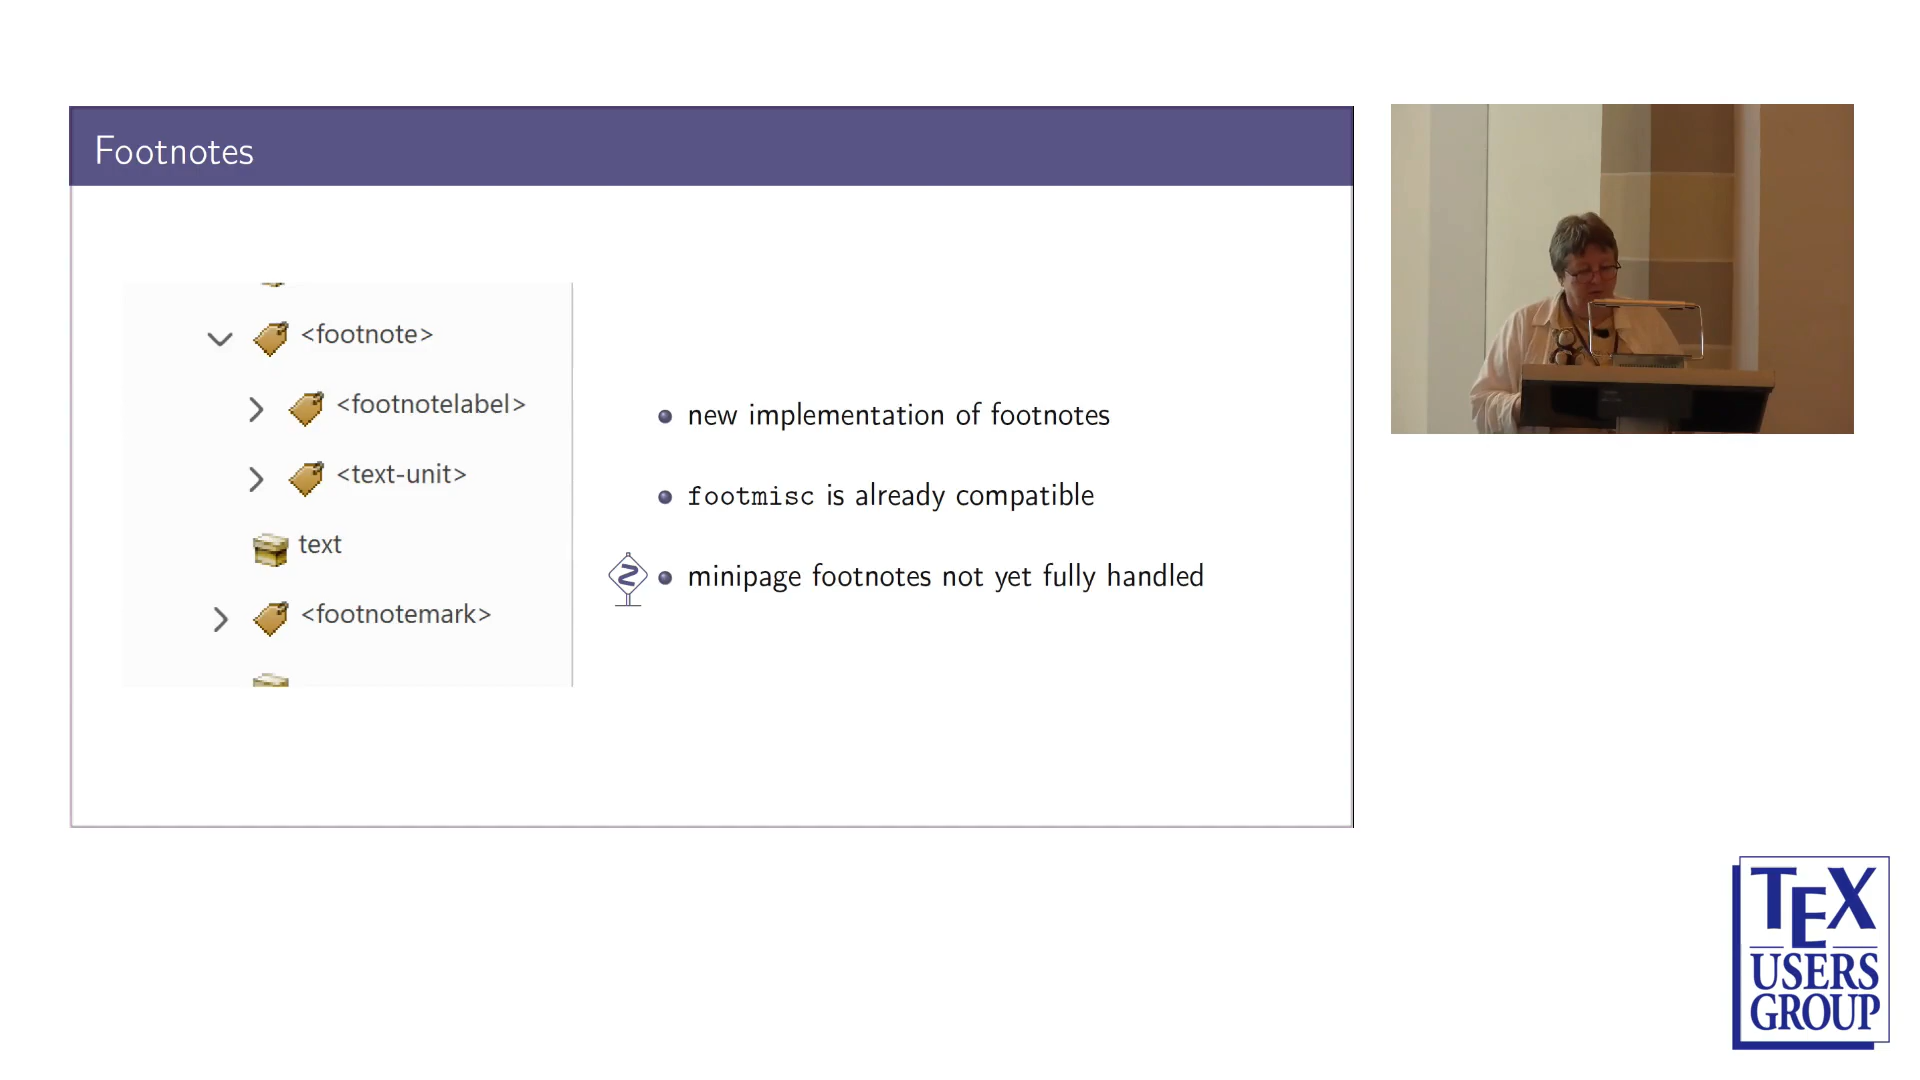 Footnotes
<footnote>
<footnotelabel>
<text-unit>
text
<footnotemark>
new implementation of footnotes
footmisc is already compatible
minipage footnotes not yet fully handled
TEX
USERS
GROUP